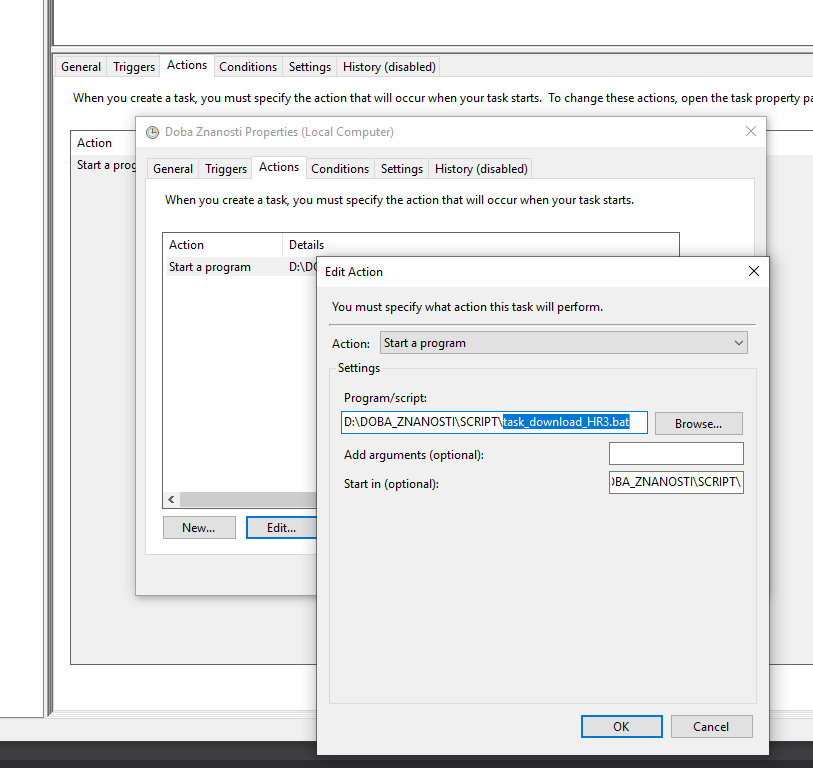 General Triggers Actions Conditions Settings History (disabled)
When you create a task, you must specify the action that will occur when your task starts. To change these actions, open the task property pa
Action
Start a prog
Doba Znanosti Properties (Local Computer)
General Triggers Actions Conditions Settings History (disabled)
When you create a task, you must specify the action that will occur when your task starts.
Action Details
Start a program D:\DO
New... Edit...
Edit Action
You must specify what action this task will perform.
Action: Start a program
Settings
Program/script:
D:\DOBA_ZNANOSTI\SCRIPT\task_download_HR3.bat Browse...
Add arguments (optional):
Start in (optional): OBA_ZNANOSTI\SCRIPT\
OK Cancel